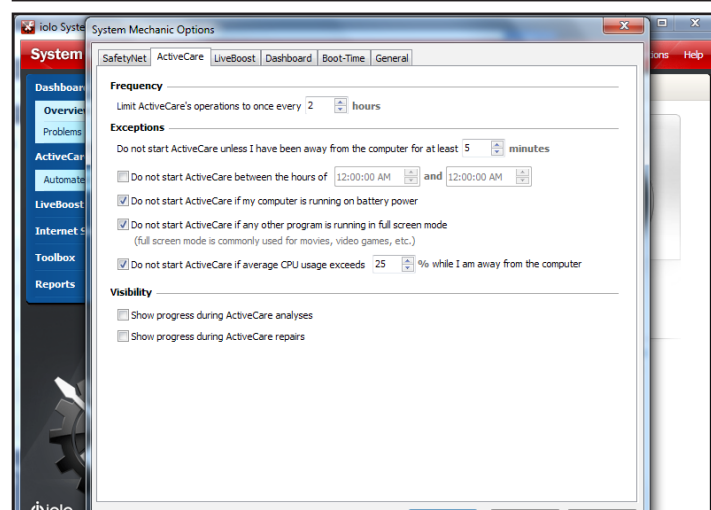 iolo Syste
System Mechanic Options
System
ions Help
SafetyNet ActiveCare LiveBoost Dashboard Boot-Time General
Dashboar
Overvie
Problems
ActiveCar
Automate
LiveBoost
Internet S
Toolbox
Reports
Frequency
Limit ActiveCare's operations to once every 2 hours
Exceptions
Do not start ActiveCare unless I have been away from the computer for at least 5 minutes
Do not start ActiveCare between the hours of 12:00:00 AM and 12:00:00 AM
Do not start ActiveCare if my computer is running on battery power
Do not start ActiveCare if any other program is running in full screen mode
(full screen mode is commonly used for movies, video games, etc.)
Do not start ActiveCare if average CPU usage exceeds 25 % while I am away from the computer
Visibility
Show progress during ActiveCare analyses
Show progress during ActiveCare repairs
iolo